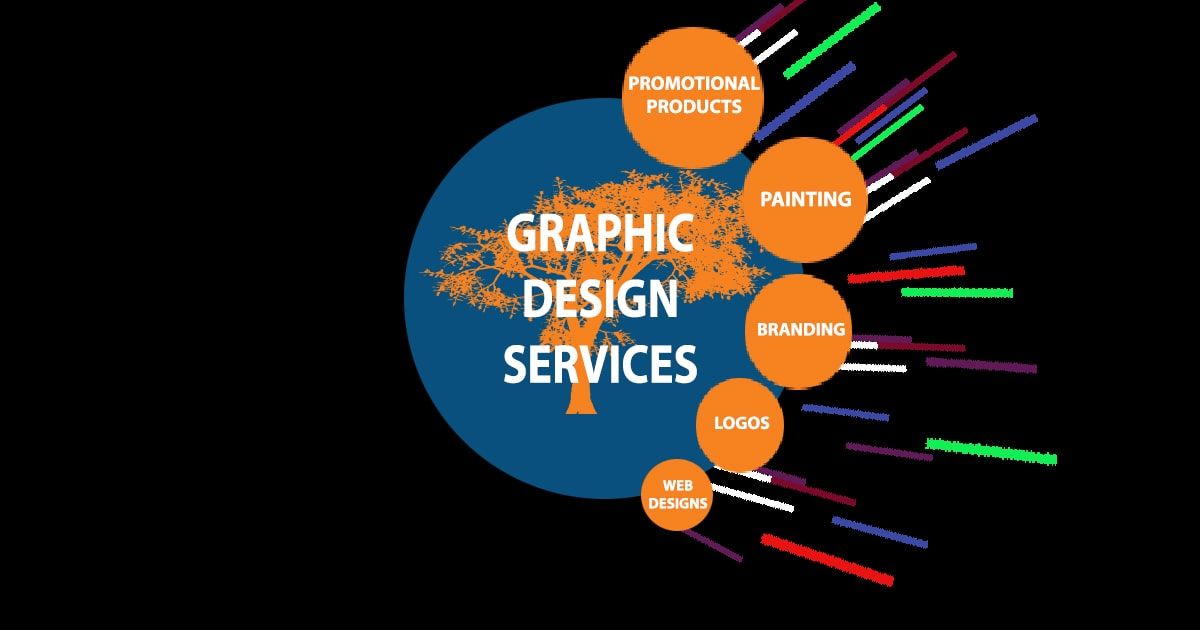 PROMOTIONAL
PRODUCTS
PAINTING
GRAPHIC
DESIGN
SERVICES
BRANDING
LOGOS
WEB
DESIGNS